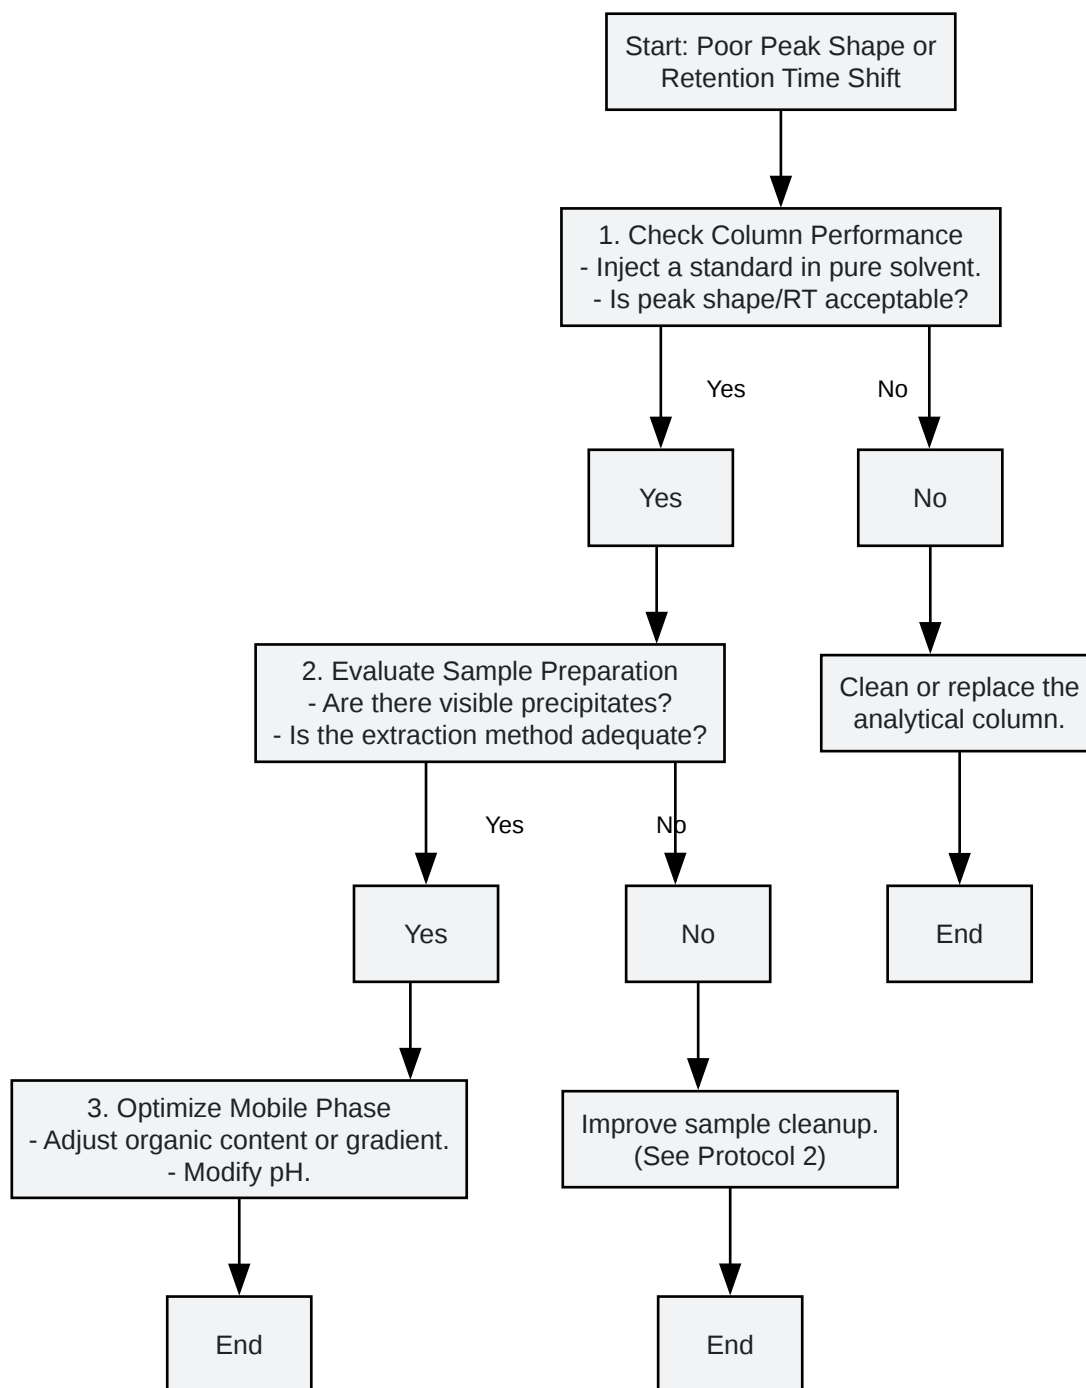 Start: Poor Peak Shape or
Retention Time Shift
1. Check Column Performance
- Inject a standard in pure solvent.
- Is peak shape/RT acceptable?
Yes
No
Yes
No
2. Evaluate Sample Preparation
- Are there visible precipitates?
- Is the extraction method adequate?
Clean or replace the
analytical column.
Yes
No
Yes
No
End
3. Optimize Mobile Phase
- Adjust organic content or gradient.
- Modify pH.
Improve sample cleanup.
(See Protocol 2)
End
End